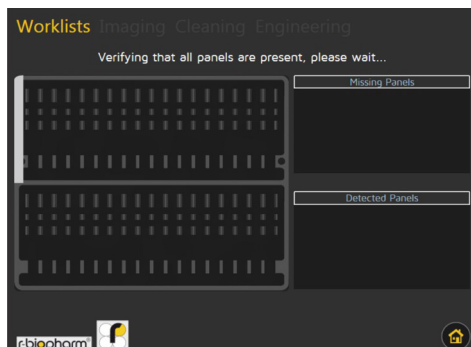 Worklists Imaging Cleaning Engineering
Verifying that all panels are present, please wait...
Missing Panels
Detected Panels
r-biopharm